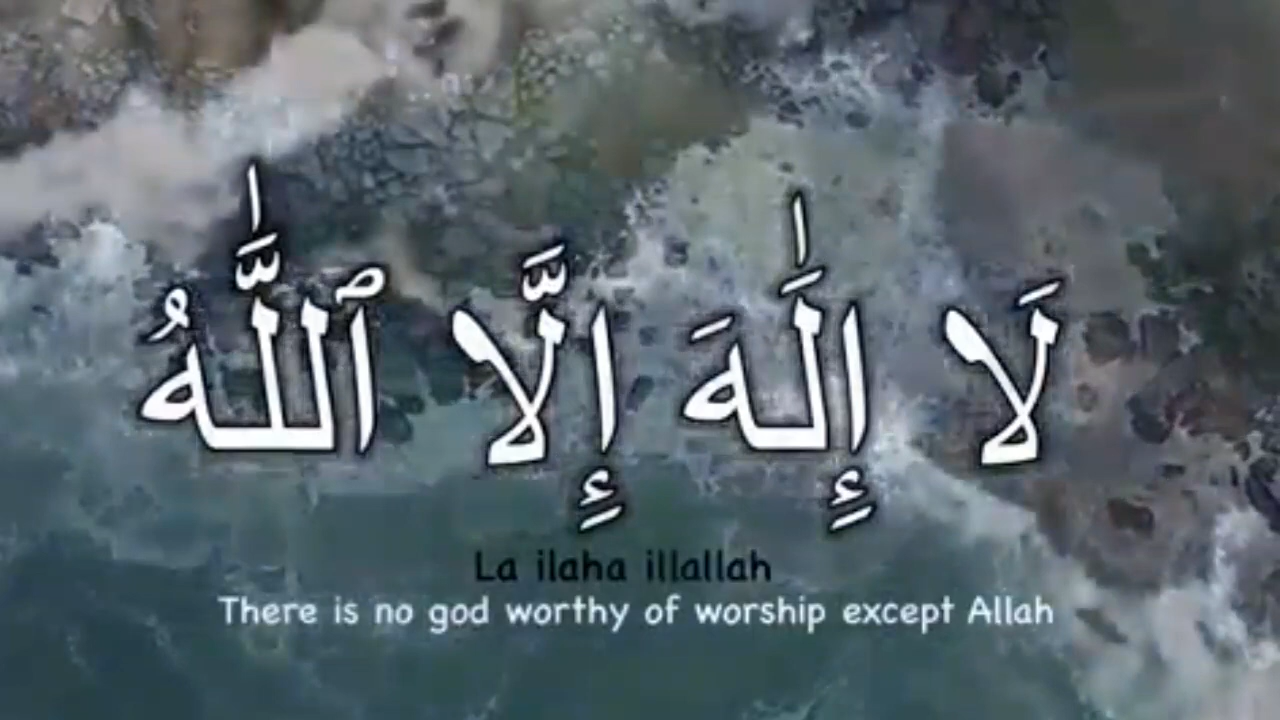 لَا إِلَٰهَ إِلَّا ٱللَّٰهُ
La ilaha illallah
There is no god worthy of worship except Allah